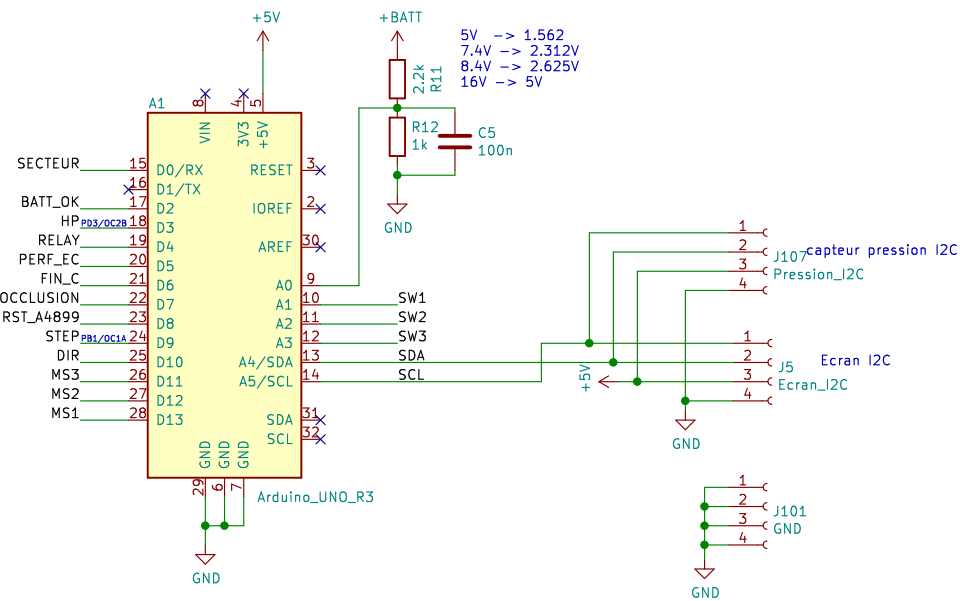 +5V
+BATT
5V -> 1.562
7.4V -> 2.312V
8.4V -> 2.625V
16V -> 5V
2.2k
R11
R12
1k
C5
100n
GND
A1
8
4
5
VIN
3V3
+5V
SECTEUR 15 D0/RX
16 D1/TX
BATT_OK 17 D2
HP PD3/OC2B 18 D3
RELAY 19 D4
PERF_EC 20 D5
FIN_C 21 D6
OCCLUSION 22 D7
RST_A4899 23 D8
STEP PB1/OC1A 24 D9
DIR 25 D10
MS3 26 D11
MS2 27 D12
MS1 28 D13
RESET 3
IOREF 2
AREF 30
A0 9
A1 10 SW1
A2 11 SW2
A3 12 SW3
A4/SDA 13 SDA
A5/SCL 14 SCL
SDA 31
SCL 32
GND
GND
GND
29
6
7
Arduino_UNO_R3
GND
1
2
3
4
J107
capteur pression I2C
Pression_I2C
1
2
3
4
Ecran I2C
J5
Ecran_I2C
+5V
GND
1
2
3
4
J101
GND
GND